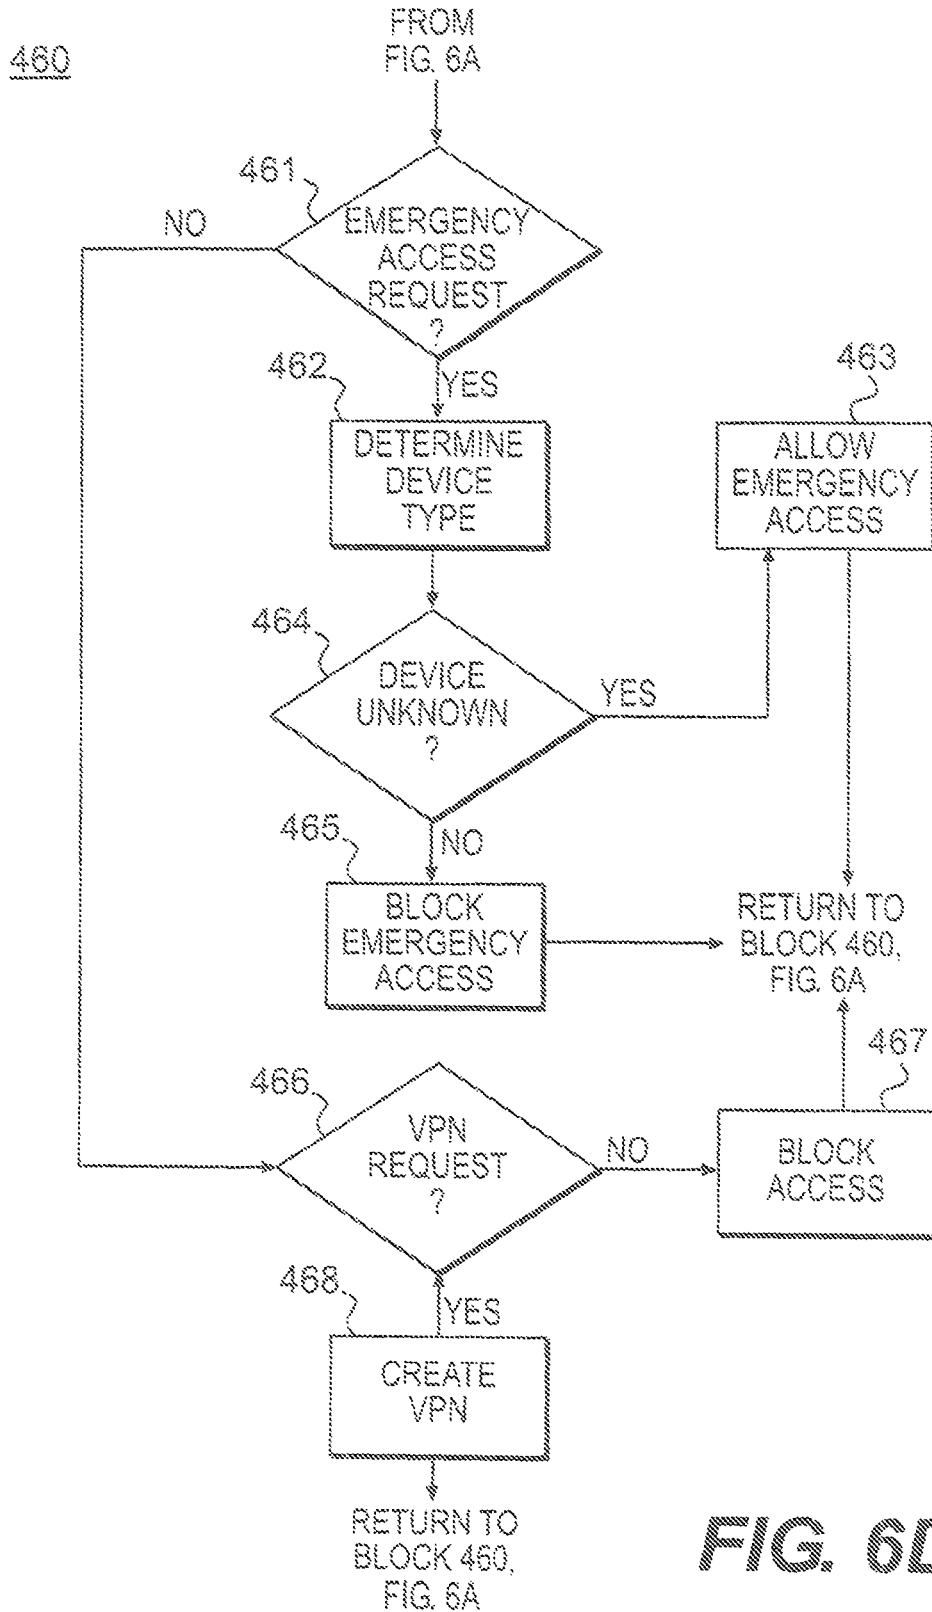 FROM
FIG. 6A
460
461
NO
EMERGENCY
ACCESS
REQUEST
?
462
YES
463
DETERMINE
DEVICE
TYPE
ALLOW
EMERGENCY
ACCESS
464
DEVICE
UNKNOWN
?
YES
465
NO
BLOCK
EMERGENCY
ACCESS
RETURN TO
BLOCK 460,
FIG. 6A
466
467
VPN
REQUEST
?
NO
BLOCK
ACCESS
468
YES
CREATE
VPN
RETURN TO
BLOCK 460,
FIG. 6A
FIG. 6D